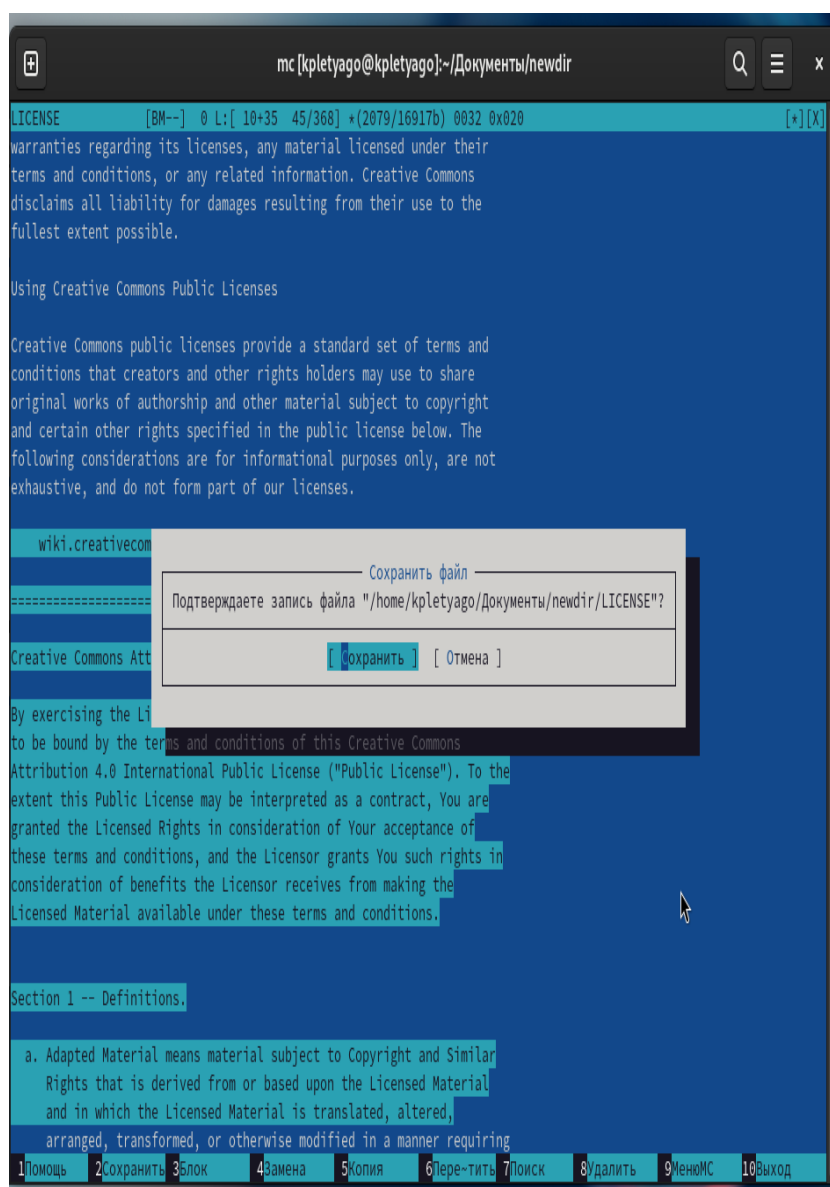 mc [kpletyago@kpletyago]:~/Документы/newdir
x
LICENSE [BM--] 0 L:[ 10+35 45/368] *(2079/16917b) 0032 0x020 [*][X]
warranties regarding its licenses, any material licensed under their
terms and conditions, or any related information. Creative Commons
disclaims all liability for damages resulting from their use to the
fullest extent possible.
Using Creative Commons Public Licenses
Creative Commons public licenses provide a standard set of terms and
conditions that creators and other rights holders may use to share
original works of authorship and other material subject to copyright
and certain other rights specified in the public license below. The
following considerations are for informational purposes only, are not
exhaustive, and do not form part of our licenses.
wiki.creativecom
Сохранить файл
====================
Подтверждаете запись файла "/home/kpletyago/Документы/newdir/LICENSE"?
Creative Commons Att
[ Сохранить ] [ Отмена ]
By exercising the Li
to be bound by the terms and conditions of this Creative Commons
Attribution 4.0 International Public License ("Public License"). To the
extent this Public License may be interpreted as a contract, You are
granted the Licensed Rights in consideration of Your acceptance of
these terms and conditions, and the Licensor grants You such rights in
consideration of benefits the Licensor receives from making the
Licensed Material available under these terms and conditions.
Section 1 -- Definitions.
a. Adapted Material means material subject to Copyright and Similar
Rights that is derived from or based upon the Licensed Material
and in which the Licensed Material is translated, altered,
arranged, transformed, or otherwise modified in a manner requiring
1Помощь 2Сохранить 3Блок 4Замена 5Копия 6Пере~тить 7Поиск 8Удалить 9МенюMC 10Выход